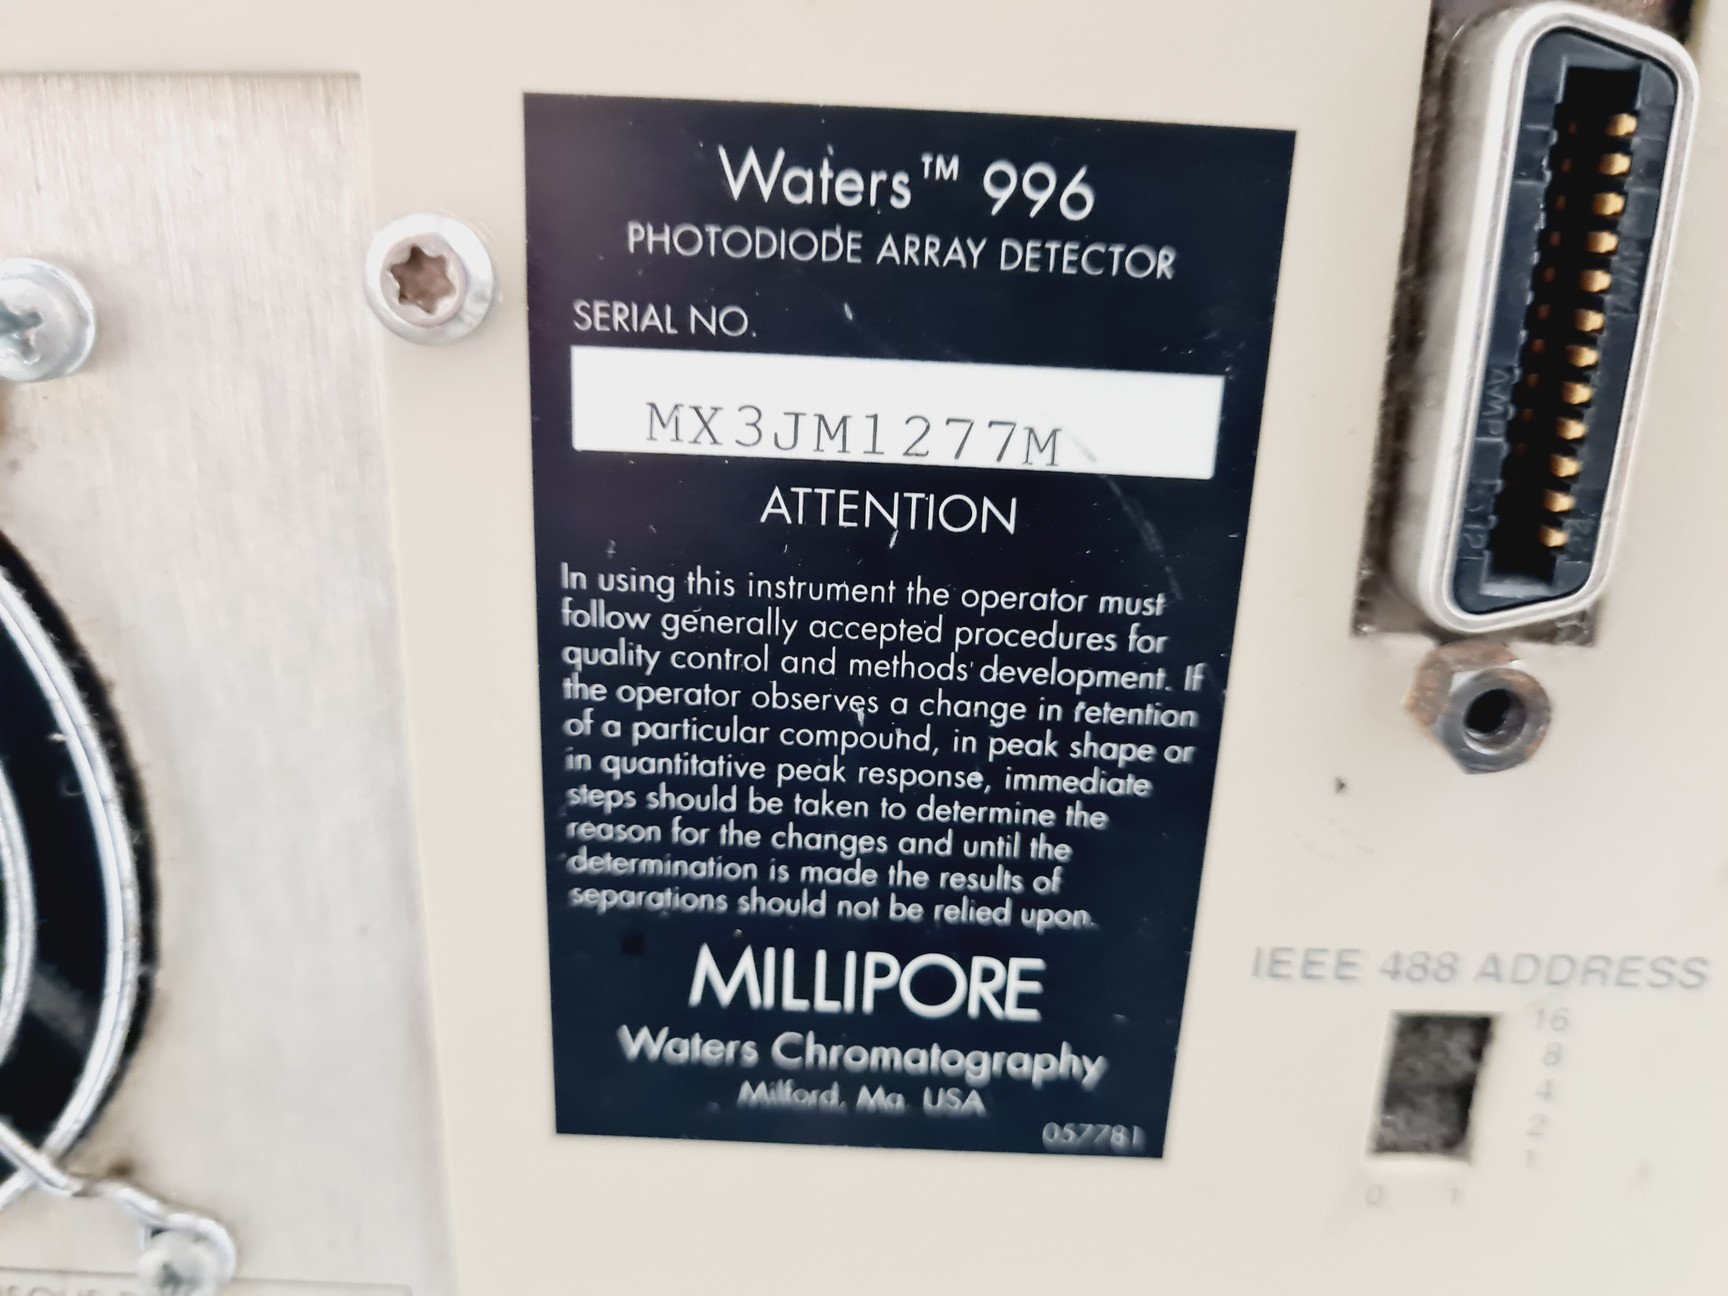 Waters™ 996
PHOTODIODE ARRAY DETECTOR
SERIAL NO.
MX3JM1277M
ATTENTION
In using this instrument the operator must
follow generally accepted procedures for
quality control and methods development. If
the operator observes a change in retention
of a particular compound, in peak shape or
in quantitative peak response, immediate
steps should be taken to determine the
reason for the changes and until the
determination is made the results of
separations should not be relied upon.
MILLIPORE
Waters Chromatography
Milford, Ma. USA
057781
AMP
IEEE 488 ADDRESS
16
8
4
2
1
0 1